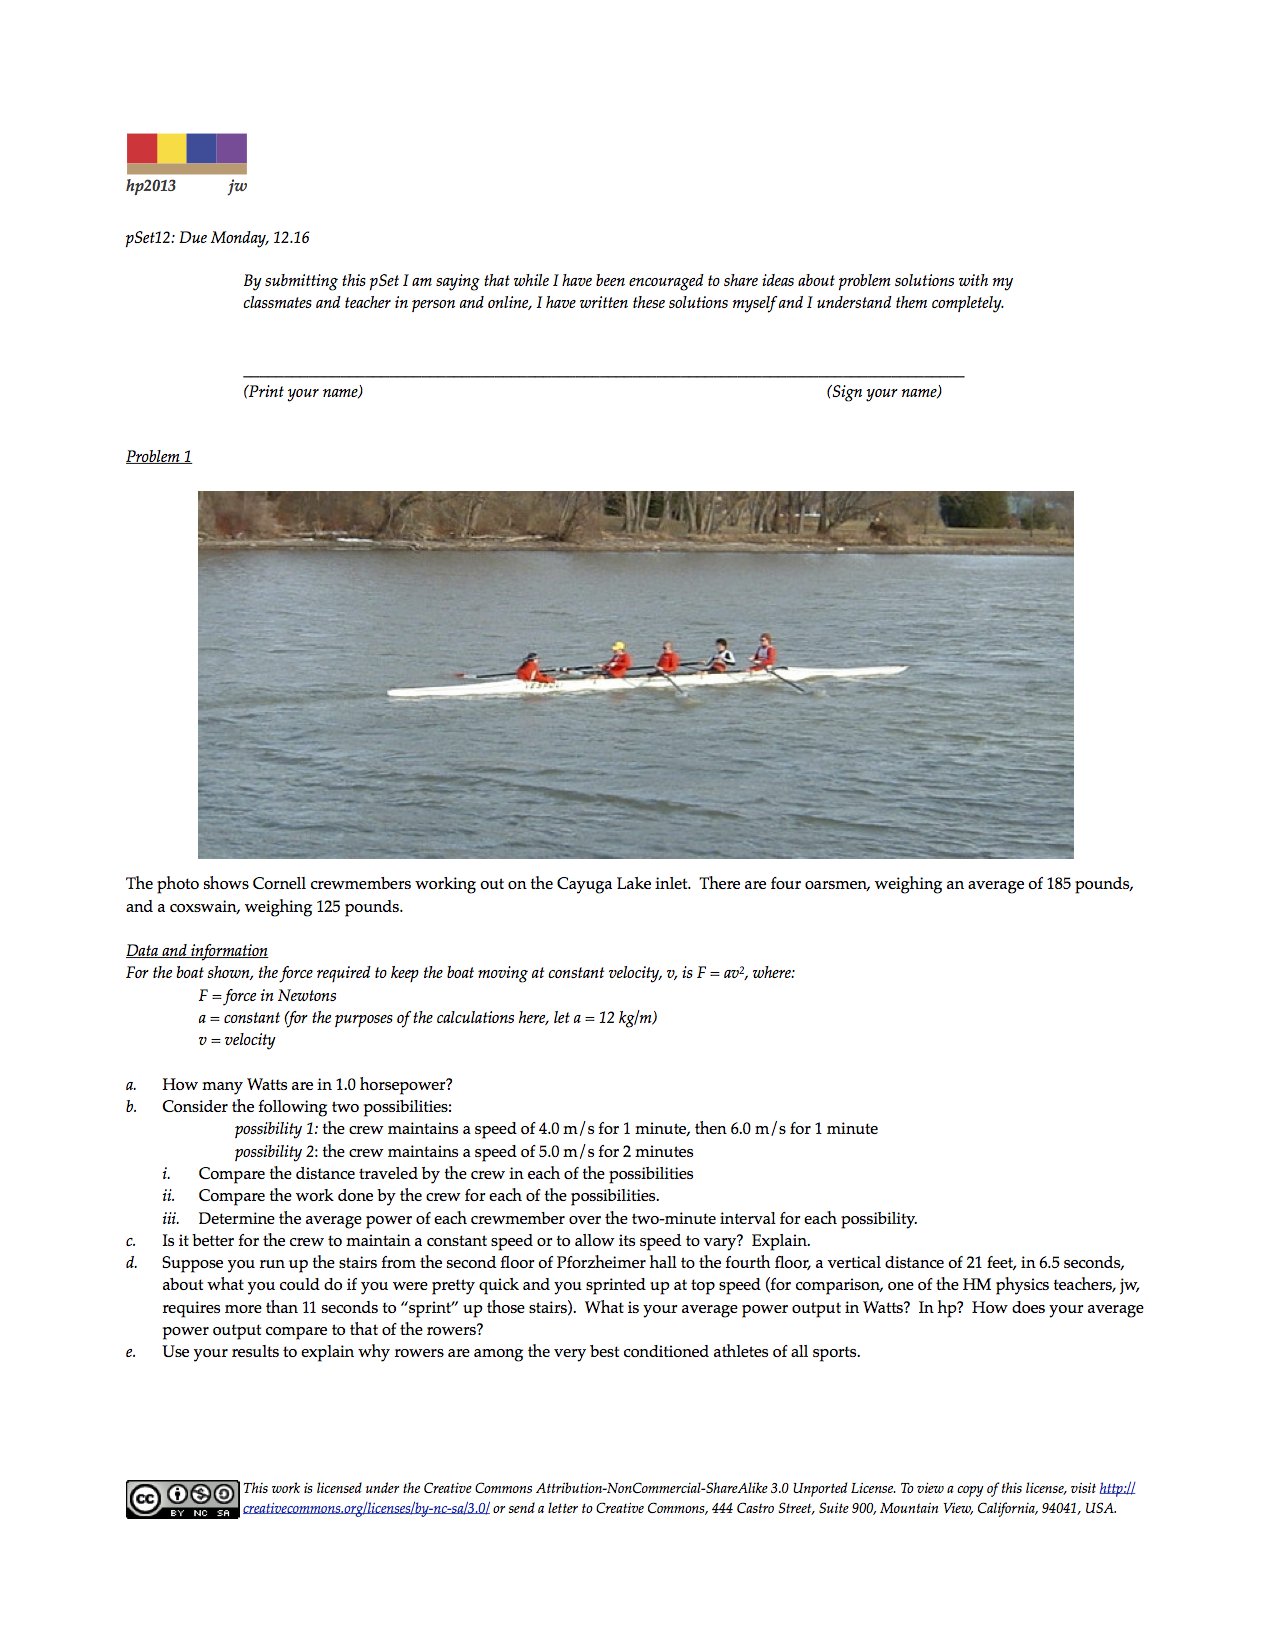 hp2013 jw
pSet12: Due Monday, 12.16
By submitting this pSet I am saying that while I have been encouraged to share ideas about problem solutions with my
classmates and teacher in person and online, I have written these solutions myself and I understand them completely.
(Print your name) (Sign your name)
Problem 1
The photo shows Cornell crewmembers working out on the Cayuga Lake inlet. There are four oarsmen, weighing an average of 185 pounds,
and a coxswain, weighing 125 pounds.
Data and information
For the boat shown, the force required to keep the boat moving at constant velocity, v, is F = av², where:
F = force in Newtons
a = constant (for the purposes of the calculations here, let a = 12 kg/m)
v = velocity
a. How many Watts are in 1.0 horsepower?
b. Consider the following two possibilities:
possibility 1: the crew maintains a speed of 4.0 m/s for 1 minute, then 6.0 m/s for 1 minute
possibility 2: the crew maintains a speed of 5.0 m/s for 2 minutes
i. Compare the distance traveled by the crew in each of the possibilities
ii. Compare the work done by the crew for each of the possibilities.
iii. Determine the average power of each crewmember over the two-minute interval for each possibility.
c. Is it better for the crew to maintain a constant speed or to allow its speed to vary? Explain.
d. Suppose you run up the stairs from the second floor of Pforzheimer hall to the fourth floor, a vertical distance of 21 feet, in 6.5 seconds,
about what you could do if you were pretty quick and you sprinted up at top speed (for comparison, one of the HM physics teachers, jw,
requires more than 11 seconds to “sprint” up those stairs). What is your average power output in Watts? In hp? How does your average
power output compare to that of the rowers?
e. Use your results to explain why rowers are among the very best conditioned athletes of all sports.
cc BY NC SA
This work is licensed under the Creative Commons Attribution-NonCommercial-ShareAlike 3.0 Unported License. To view a copy of this license, visit http://
creativecommons.org/licenses/by-nc-sa/3.0/ or send a letter to Creative Commons, 444 Castro Street, Suite 900, Mountain View, California, 94041, USA.